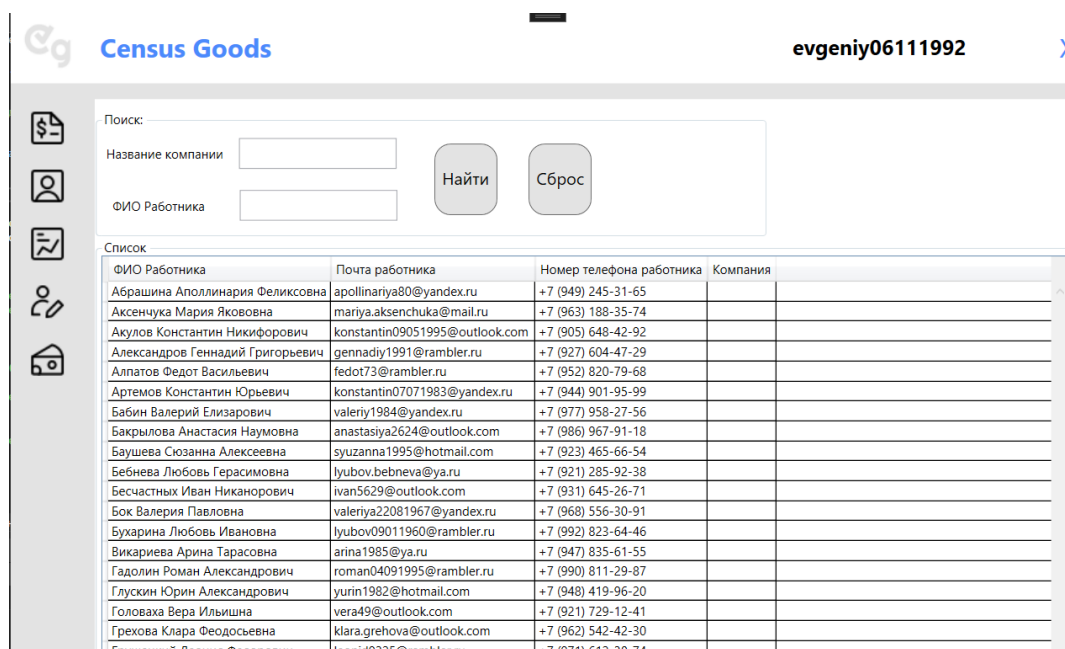 Cg
Census Goods
evgeniy06111992
Поиск:
Название компании
ФИО Работника
Найти
Сброс
Список
ФИО Работника Почта работника Номер телефона работника Компания
Абрашина Аполлинария Феликсовна apollinariya80@yandex.ru +7 (949) 245-31-65
Аксенчука Мария Якововна mariya.aksenchuka@mail.ru +7 (963) 188-35-74
Акулов Константин Никифорович konstantin09051995@outlook.com +7 (905) 648-42-92
Александров Геннадий Григорьевич gennadiy1991@rambler.ru +7 (927) 604-47-29
Алпатов Федот Васильевич fedot73@rambler.ru +7 (952) 820-79-68
Артемов Константин Юрьевич konstantin07071983@yandex.ru +7 (944) 901-95-99
Бабин Валерий Елизарович valeriy1984@yandex.ru +7 (977) 958-27-56
Бакрылова Анастасия Наумовна anastasiya2624@outlook.com +7 (986) 967-91-18
Баушева Сюзанна Алексеевна syuzanna1995@hotmail.com +7 (923) 465-66-54
Бебнева Любовь Герасимовна lyubov.bebneva@ya.ru +7 (921) 285-92-38
Бесчастных Иван Никанорович ivan5629@outlook.com +7 (931) 645-26-71
Бок Валерия Павловна valeriya22081967@yandex.ru +7 (968) 556-30-91
Бухарина Любовь Ивановна lyubov09011960@rambler.ru +7 (992) 823-64-46
Викариева Арина Тарасовна arina1985@ya.ru +7 (947) 835-61-55
Гадолин Роман Александрович roman04091995@rambler.ru +7 (990) 811-29-87
Глускин Юрин Александрович yurin1982@hotmail.com +7 (948) 419-96-20
Головаха Вера Ильишна vera49@outlook.com +7 (921) 729-12-41
Грехова Клара Феодосьевна klara.grehova@outlook.com +7 (962) 542-42-30